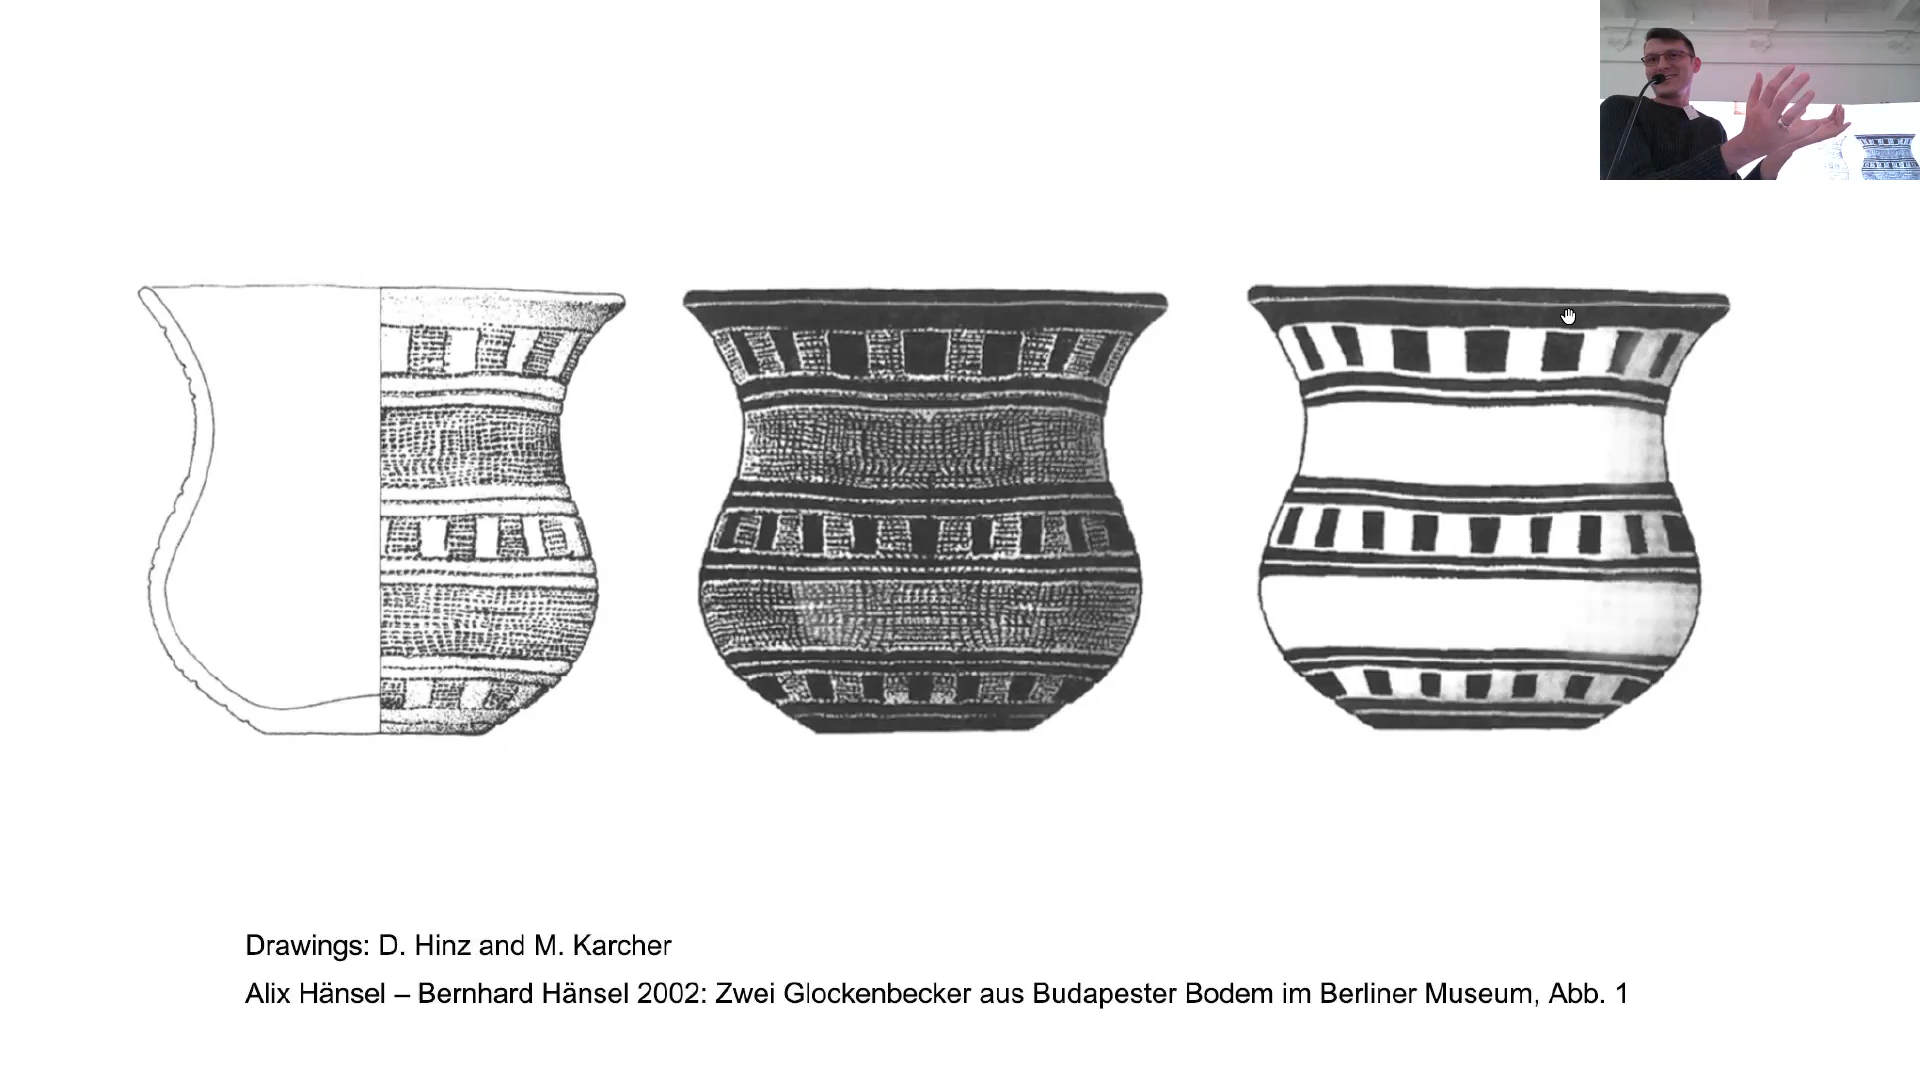 Drawings: D. Hinz and M. Karcher
Alix Hänsel – Bernhard Hänsel 2002: Zwei Glockenbecker aus Budapester Bodem im Berliner Museum, Abb. 1